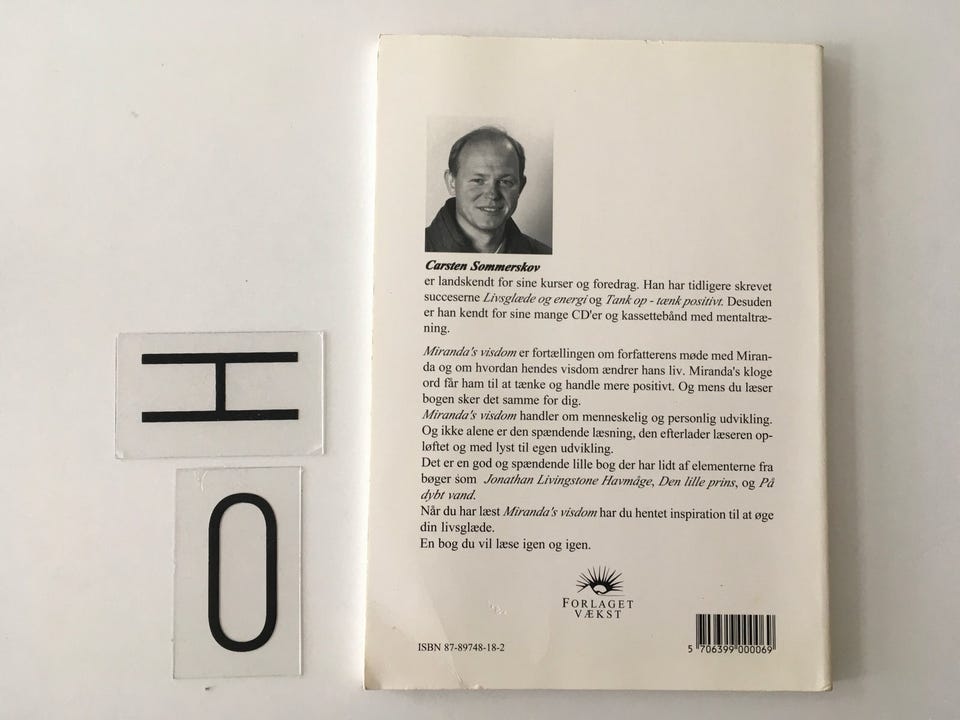 Carsten Sommerskov
er landskendt for sine kurser og foredrag. Han har tidligere skrevet
succeserne Livsglæde og energi og Tank op - tænk positivt. Desuden
er han kendt for sine mange CD'er og kassettebånd med mentaltræ-
ning.
Miranda's visdom er fortællingen om forfatterens møde med Miran-
da og om hvordan hendes visdom ændrer hans liv. Miranda's kloge
ord får ham til at tænke og handle mere positivt. Og mens du læser
bogen sker det samme for dig.
Miranda's visdom handler om menneskelig og personlig udvikling.
Og ikke alene er den spændende læsning, den efterlader læseren op-
løftet og med lyst til egen udvikling.
Det er en god og spændende lille bog der har lidt af elementerne fra
bøger som Jonathan Livingstone Havmåge, Den lille prins, og På
dybt vand.
Når du har læst Miranda's visdom har du hentet inspiration til at øge
din livsglæde.
En bog du vil læse igen og igen.
FORLAGET
VÆKST
ISBN 87-89748-18-2
5 706399 000069
H
O